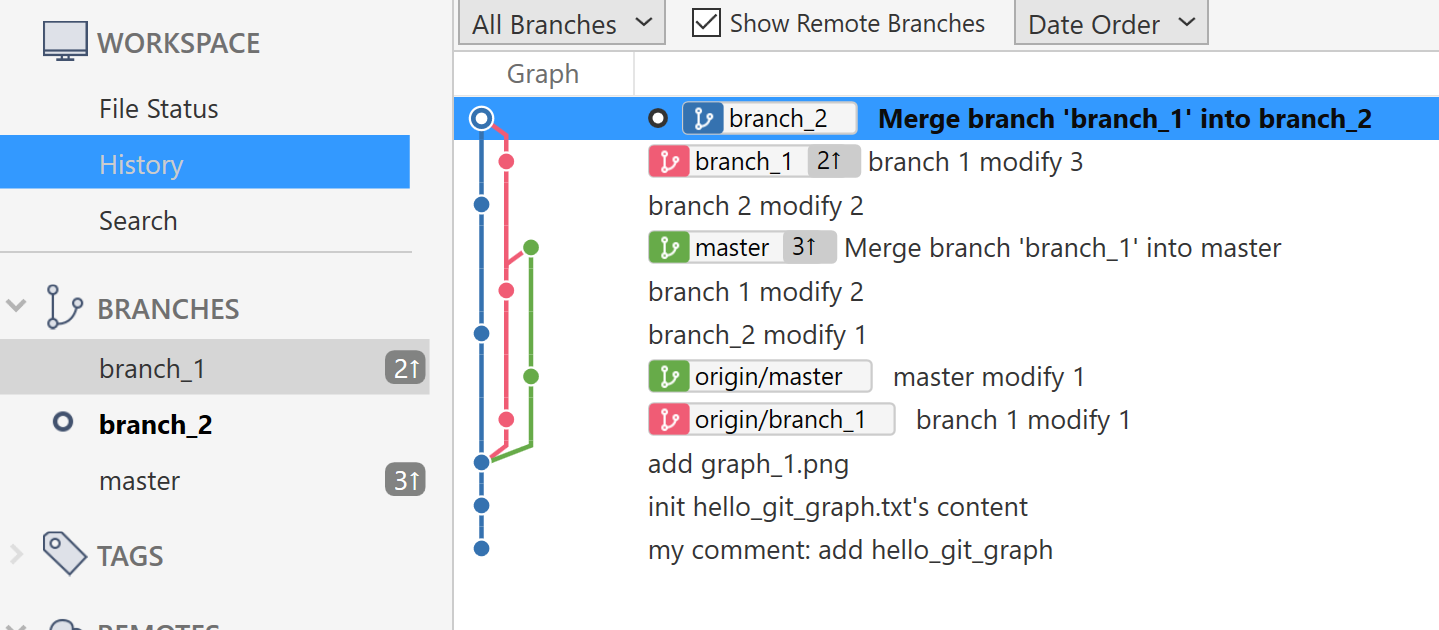 WORKSPACE
File Status
History
Search
BRANCHES
branch_1 2↑
branch_2
master 3↑
TAGS
REMOTES
All Branches Show Remote Branches Date Order
Graph
branch_2 Merge branch 'branch_1' into branch_2
branch_1 2↑ branch 1 modify 3
branch 2 modify 2
master 3↑ Merge branch 'branch_1' into master
branch 1 modify 2
branch_2 modify 1
origin/master master modify 1
origin/branch_1 branch 1 modify 1
add graph_1.png
init hello_git_graph.txt's content
my comment: add hello_git_graph